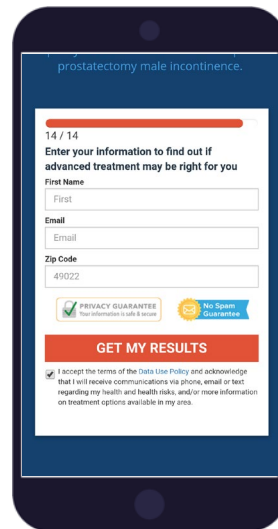 prostatectomy male incontinence.
14 / 14
Enter your information to find out if
advanced treatment may be right for you
First Name
First
Email
Email
Zip Code
49022
PRIVACY GUARANTEE
Your information is safe & secure
No Spam
Guarantee
GET MY RESULTS
I accept the terms of the Data Use Policy and acknowledge
that I will receive communications via phone, email or text
regarding my health and health risks, and/or more information
on treatment options available in my area.